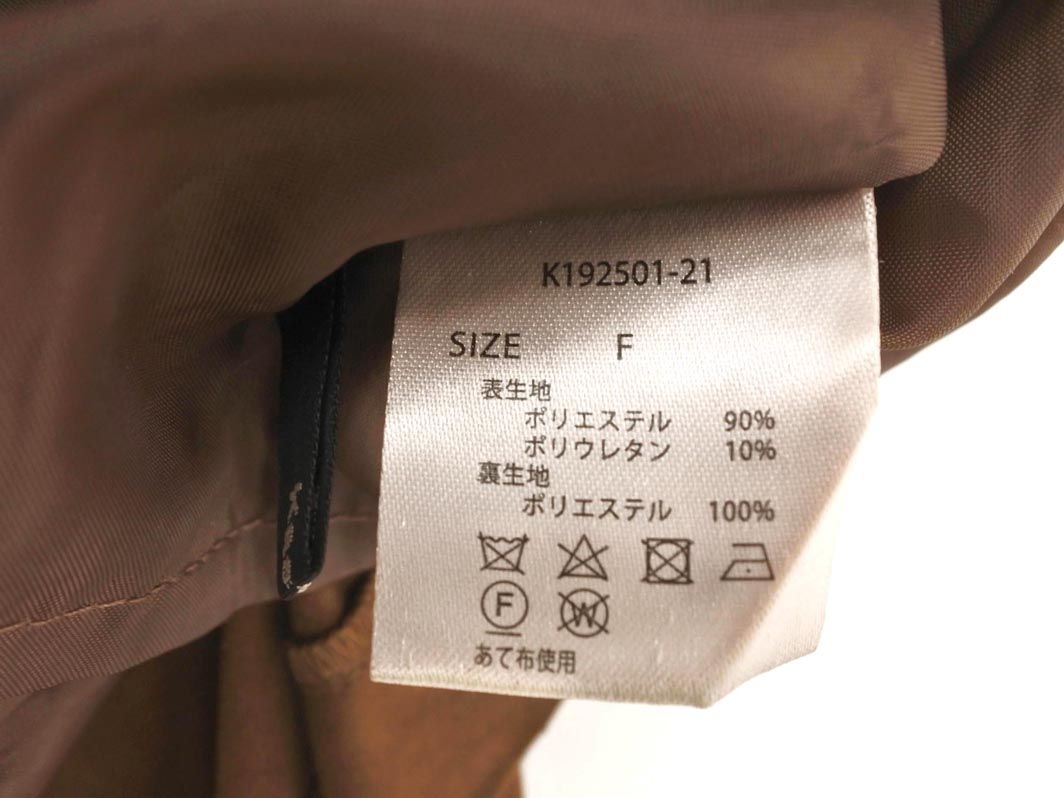 K192501-21
SIZE F
表生地
ポリエステル 90%
ポリウレタン 10%
裏生地
ポリエステル 100%
F W
あて布使用